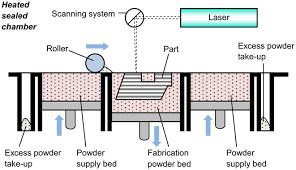 Heated
sealed
chamber
Scanning system
Laser
Roller
Part
Excess powder
take-up
Excess powder
take-up
Powder
supply bed
Fabrication
powder bed
Powder
supply bed